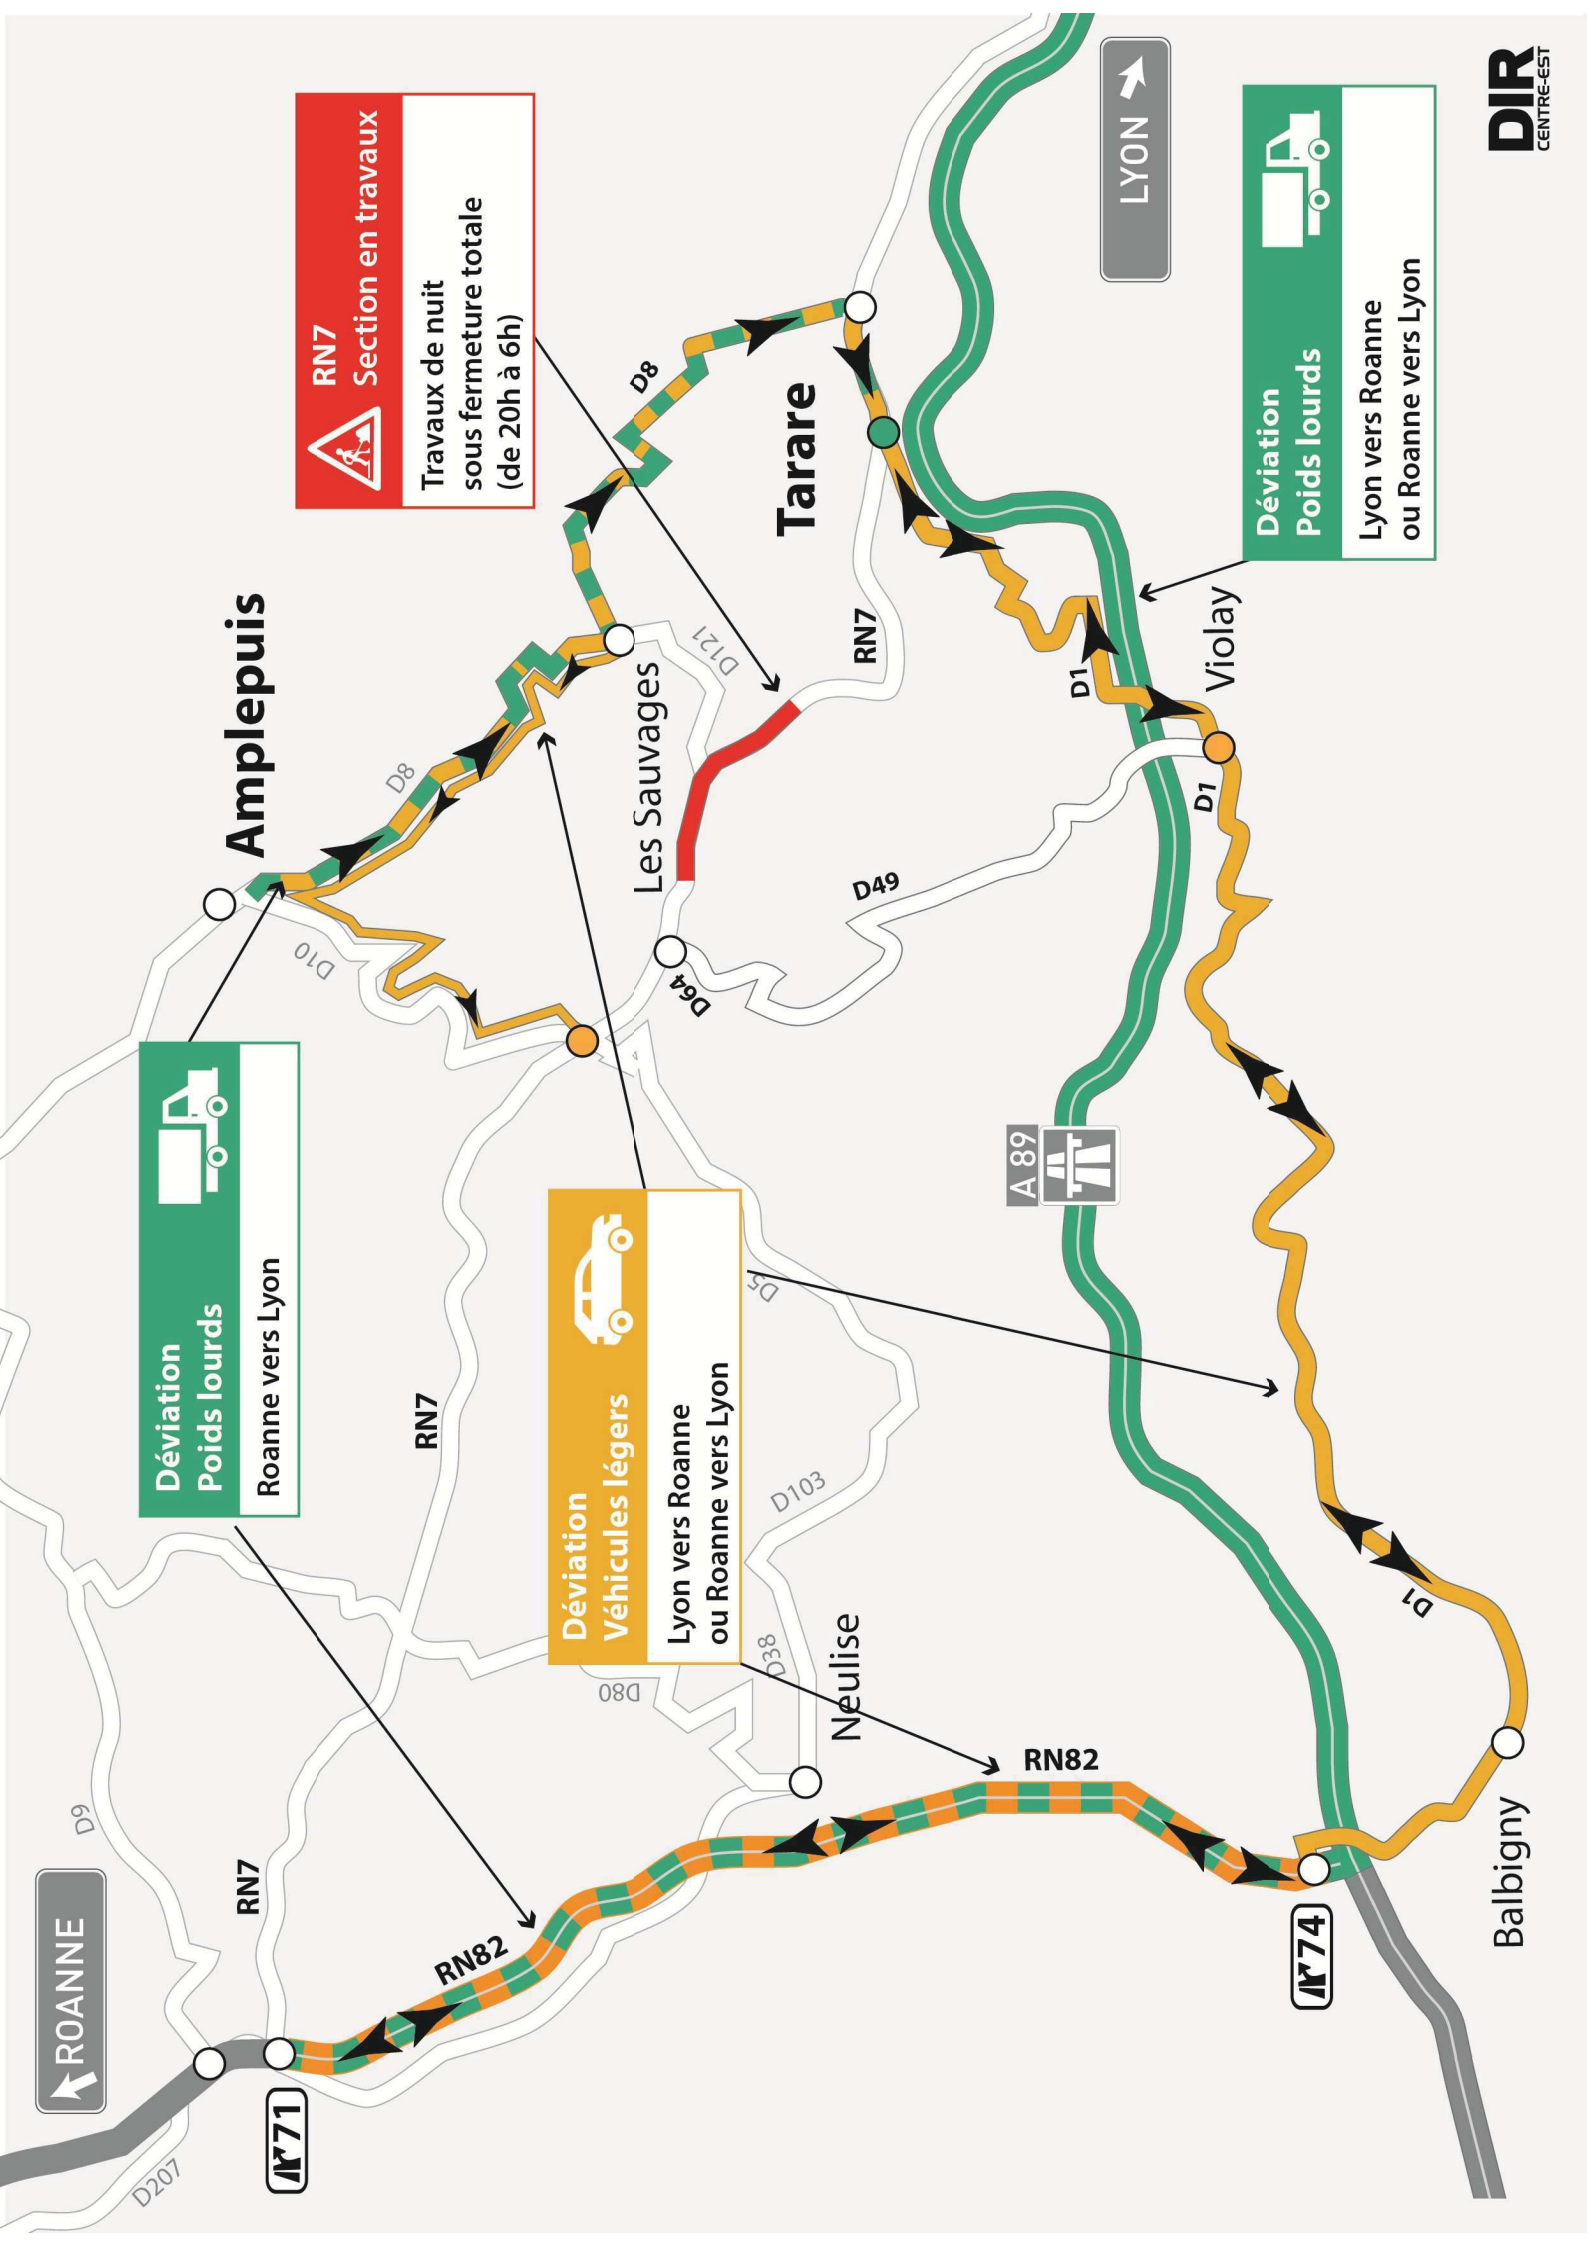 ROANNE
D207
71
D9
RN7
RN82
Déviation
Poids lourds
Roanne vers Lyon
RN7
D10
Amplepuis
D8
RN7
Section en travaux
Travaux de nuit
sous fermeture totale
(de 20h à 6h)
D8
Déviation
Véhicules légers
Lyon vers Roanne
ou Roanne vers Lyon
D80
D38
Neulise
D103
D5
D64
Les Sauvages
D121
Tarare
RN7
D49
RN82
A 89
D1
D1
Violay
LYON
Déviation
Poids lourds
Lyon vers Roanne
ou Roanne vers Lyon
74
Balbigny
D1
DIR
CENTRE-EST